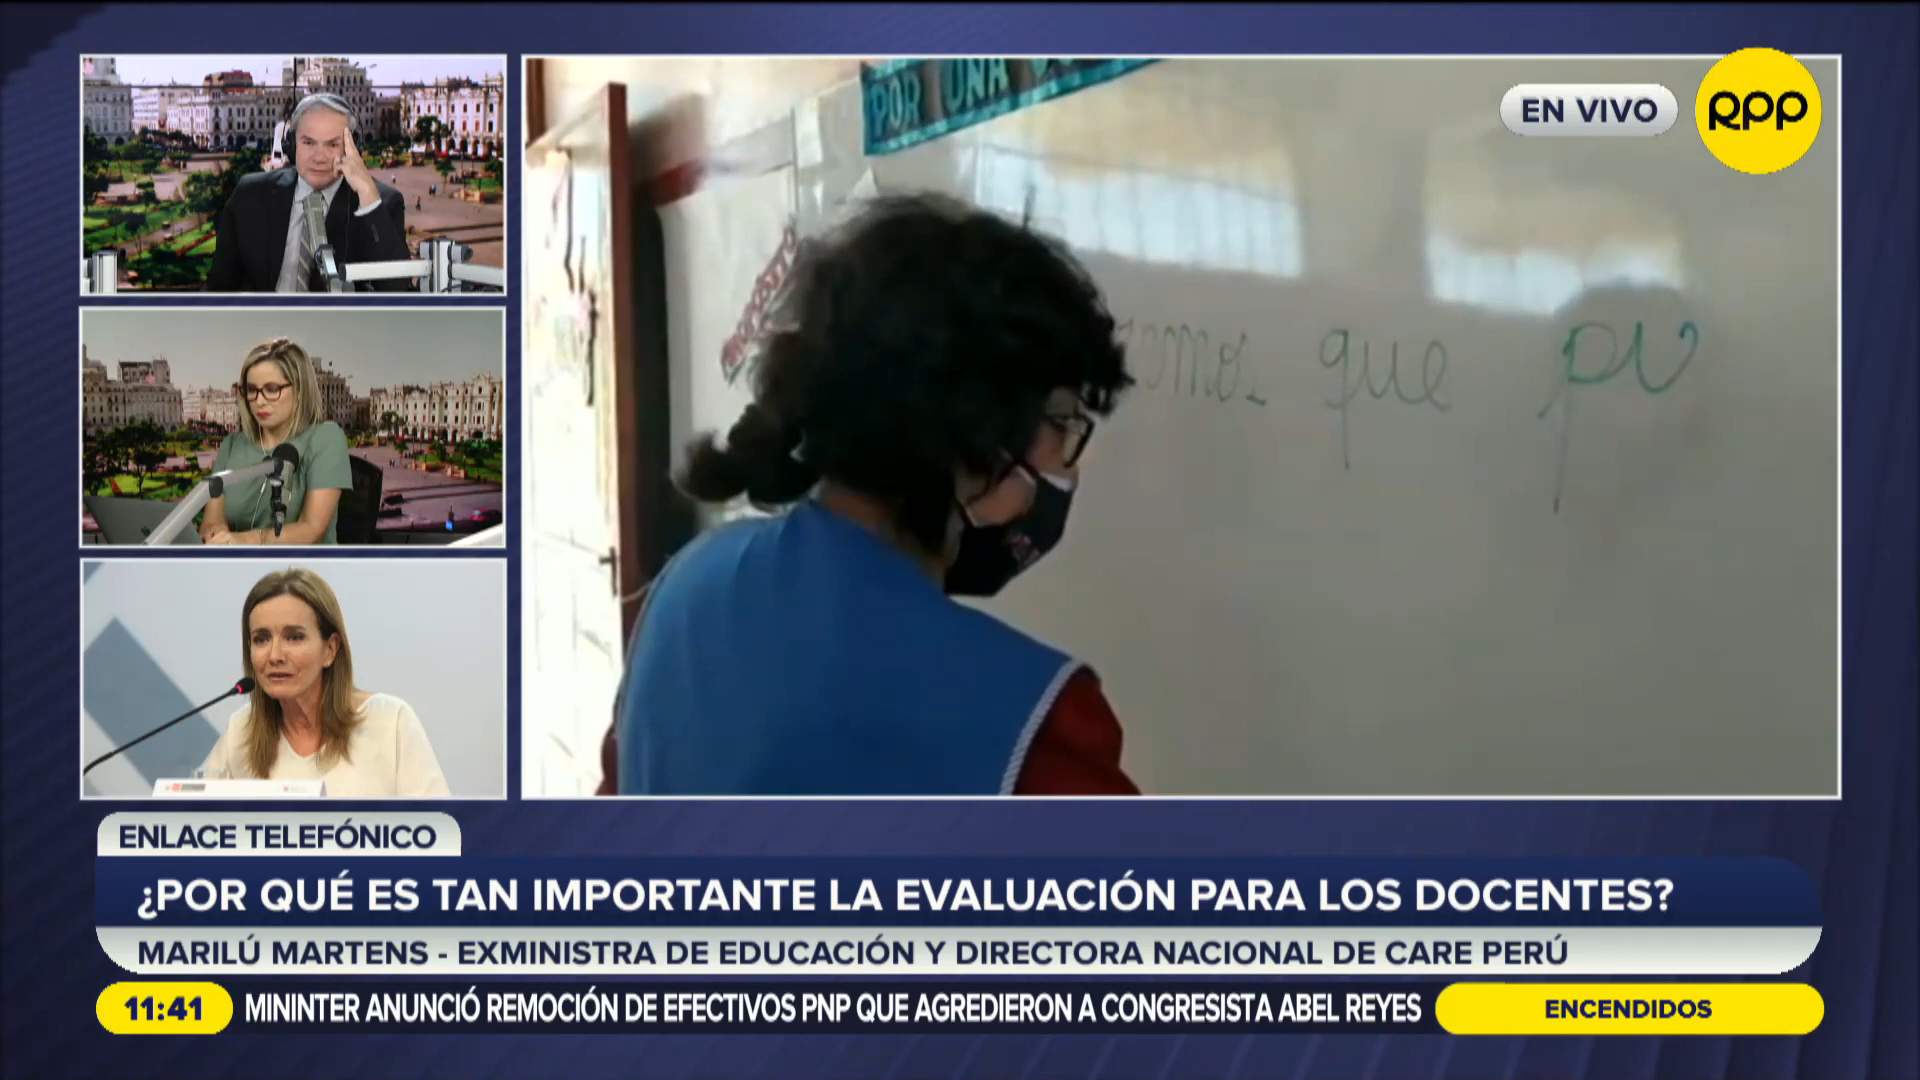 EN VIVO
rpp
POR UNA
que pu
ENLACE TELEFÓNICO
¿POR QUÉ ES TAN IMPORTANTE LA EVALUACIÓN PARA LOS DOCENTES?
MARILÚ MARTENS - EXMINISTRA DE EDUCACIÓN Y DIRECTORA NACIONAL DE CARE PERÚ
11:41 MININTER ANUNCIÓ REMOCIÓN DE EFECTIVOS PNP QUE AGREDIERON A CONGRESISTA ABEL REYES ENCENDIDOS